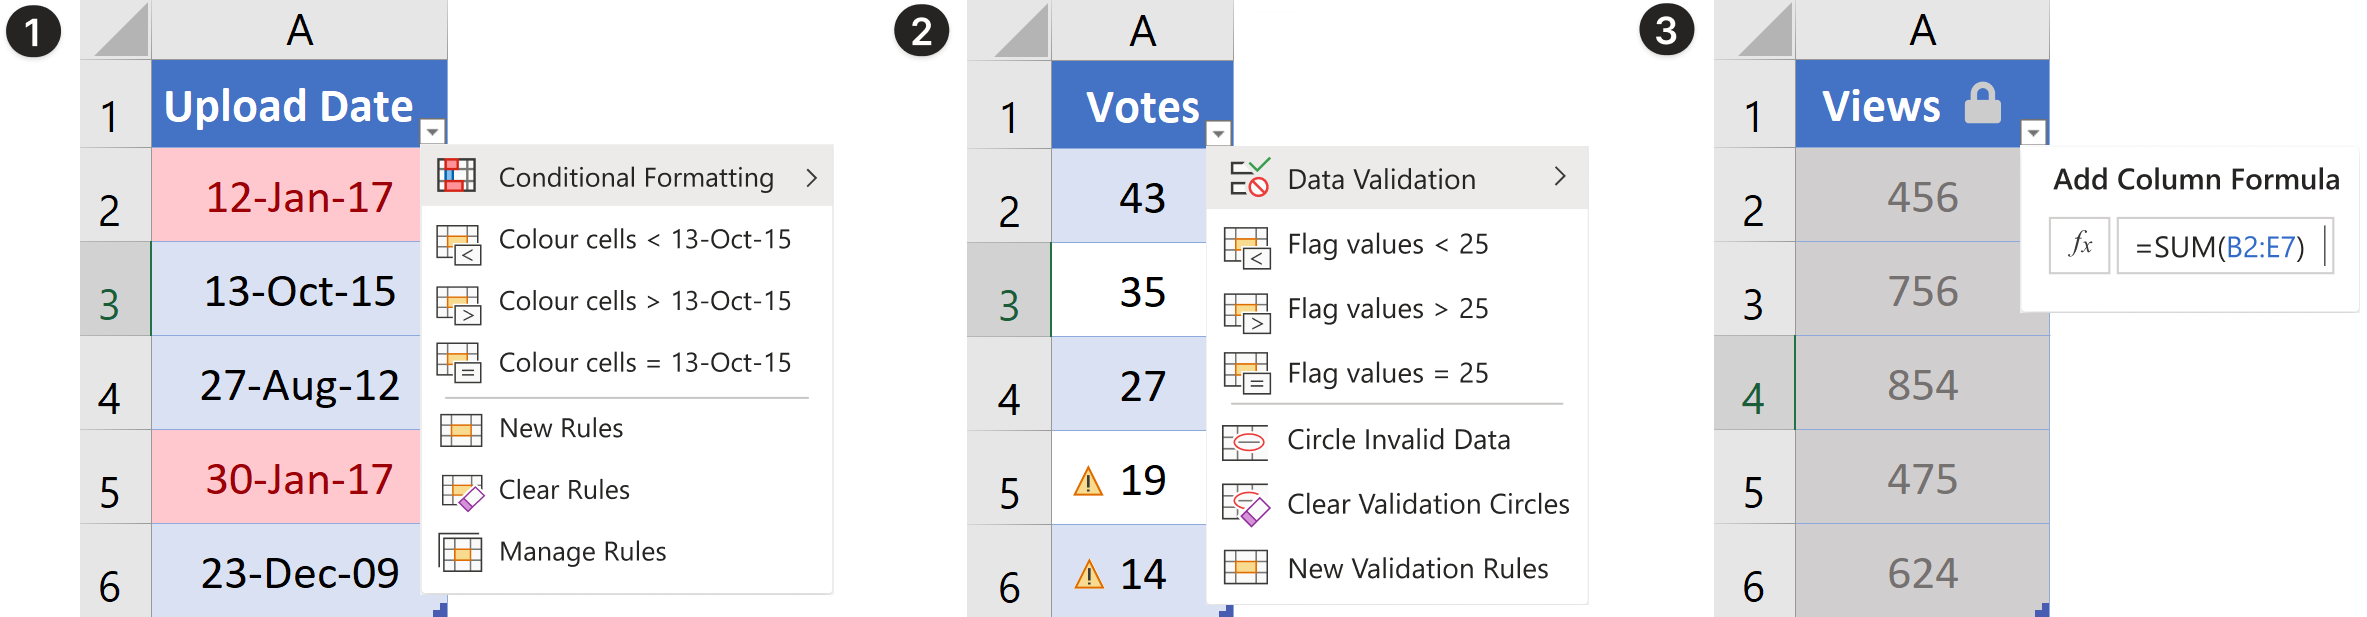 1
A
1
Upload Date
2
12-Jan-17
3
13-Oct-15
4
27-Aug-12
5
30-Jan-17
6
23-Dec-09
Conditional Formatting
Colour cells < 13-Oct-15
Colour cells > 13-Oct-15
Colour cells = 13-Oct-15
New Rules
Clear Rules
Manage Rules
2
A
1
Votes
2
43
3
35
4
27
5
19
6
14
Data Validation
Flag values < 25
Flag values > 25
Flag values = 25
Circle Invalid Data
Clear Validation Circles
New Validation Rules
3
A
1
Views
2
456
3
756
4
854
5
475
6
624
Add Column Formula
fx =SUM(B2:E7)